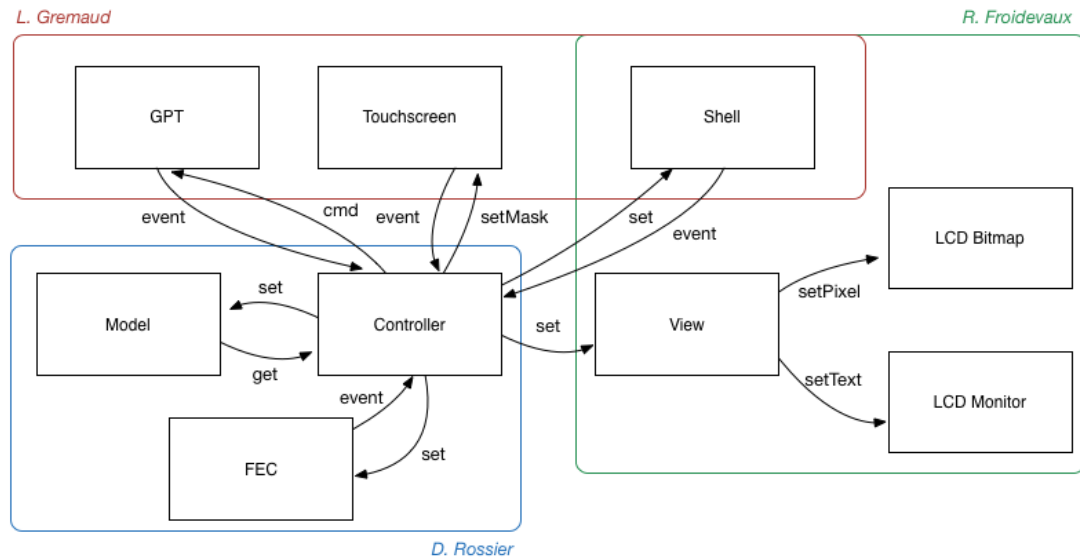 L. Gremaud
R. Froidevaux
GPT
Touchscreen
Shell
event
cmd
event
setMask
set
event
LCD Bitmap
Model
set
Controller
set
View
setPixel
get
event
setText
LCD Monitor
FEC
set
D. Rossier